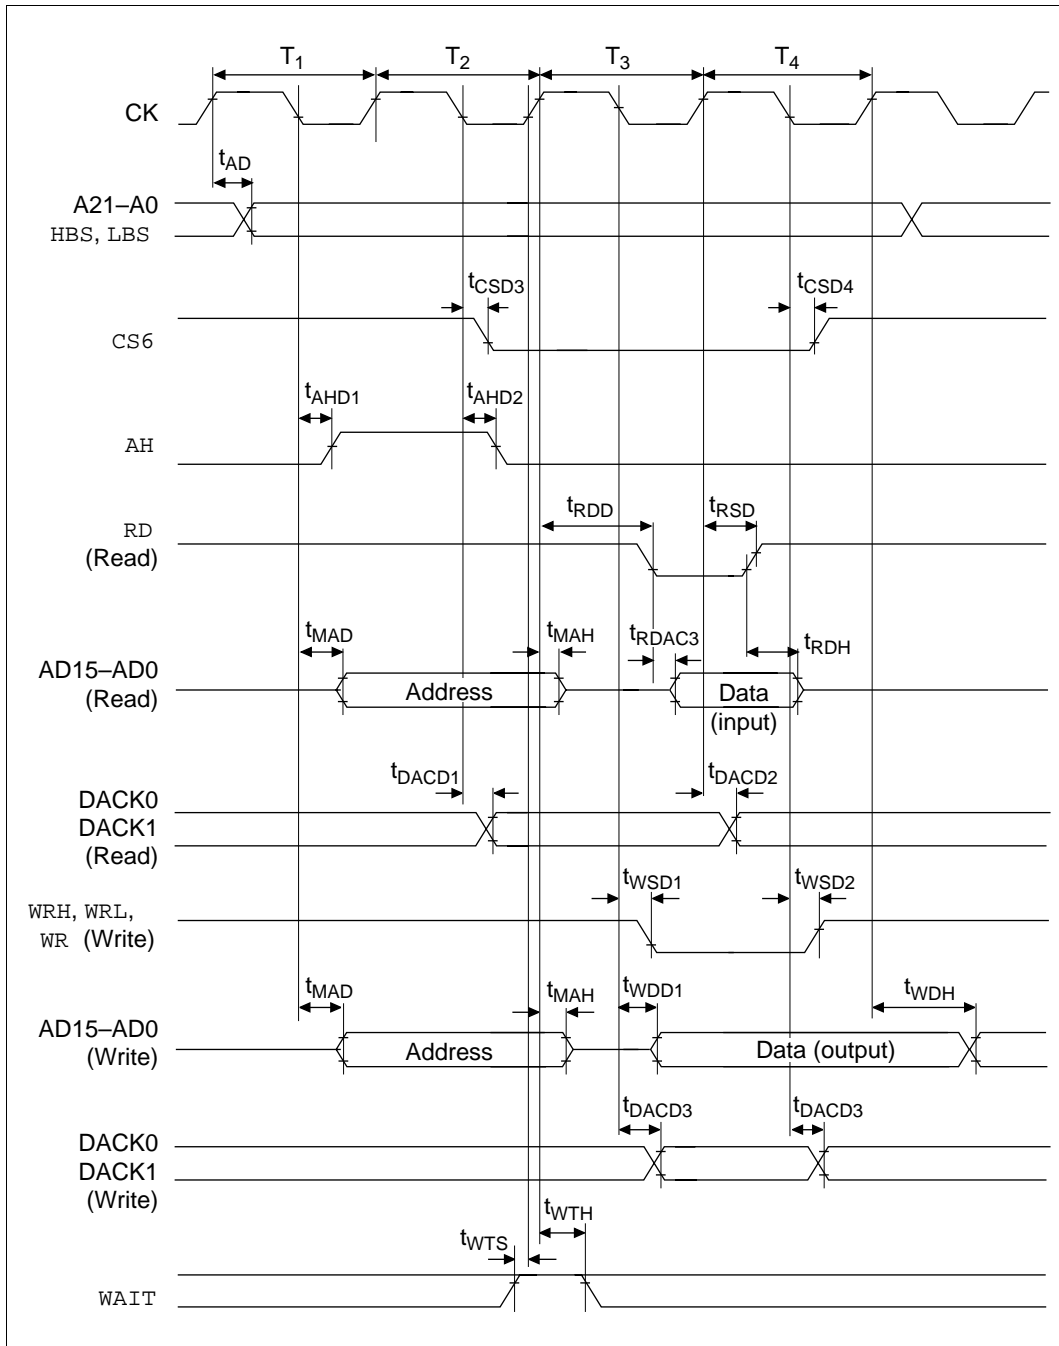 T1 T2 T3 T4
CK
tAD
A21–A0
HBS, LBS
tCSD3 tCSD4
CS6
tAHD1 tAHD2
AH
tRDD tRSD
RD
(Read)
tMAD tMAH tRDAC3 tRDH
AD15–AD0
(Read)
Address Data
(input)
tDACD1 tDACD2
DACK0
DACK1
(Read)
tWSD1 tWSD2
WRH, WRL,
WR (Write)
tMAD tMAH tWDD1 tWDH
AD15–AD0
(Write)
Address Data (output)
tDACD3 tDACD3
DACK0
DACK1
(Write)
tWTH
tWTS
WAIT